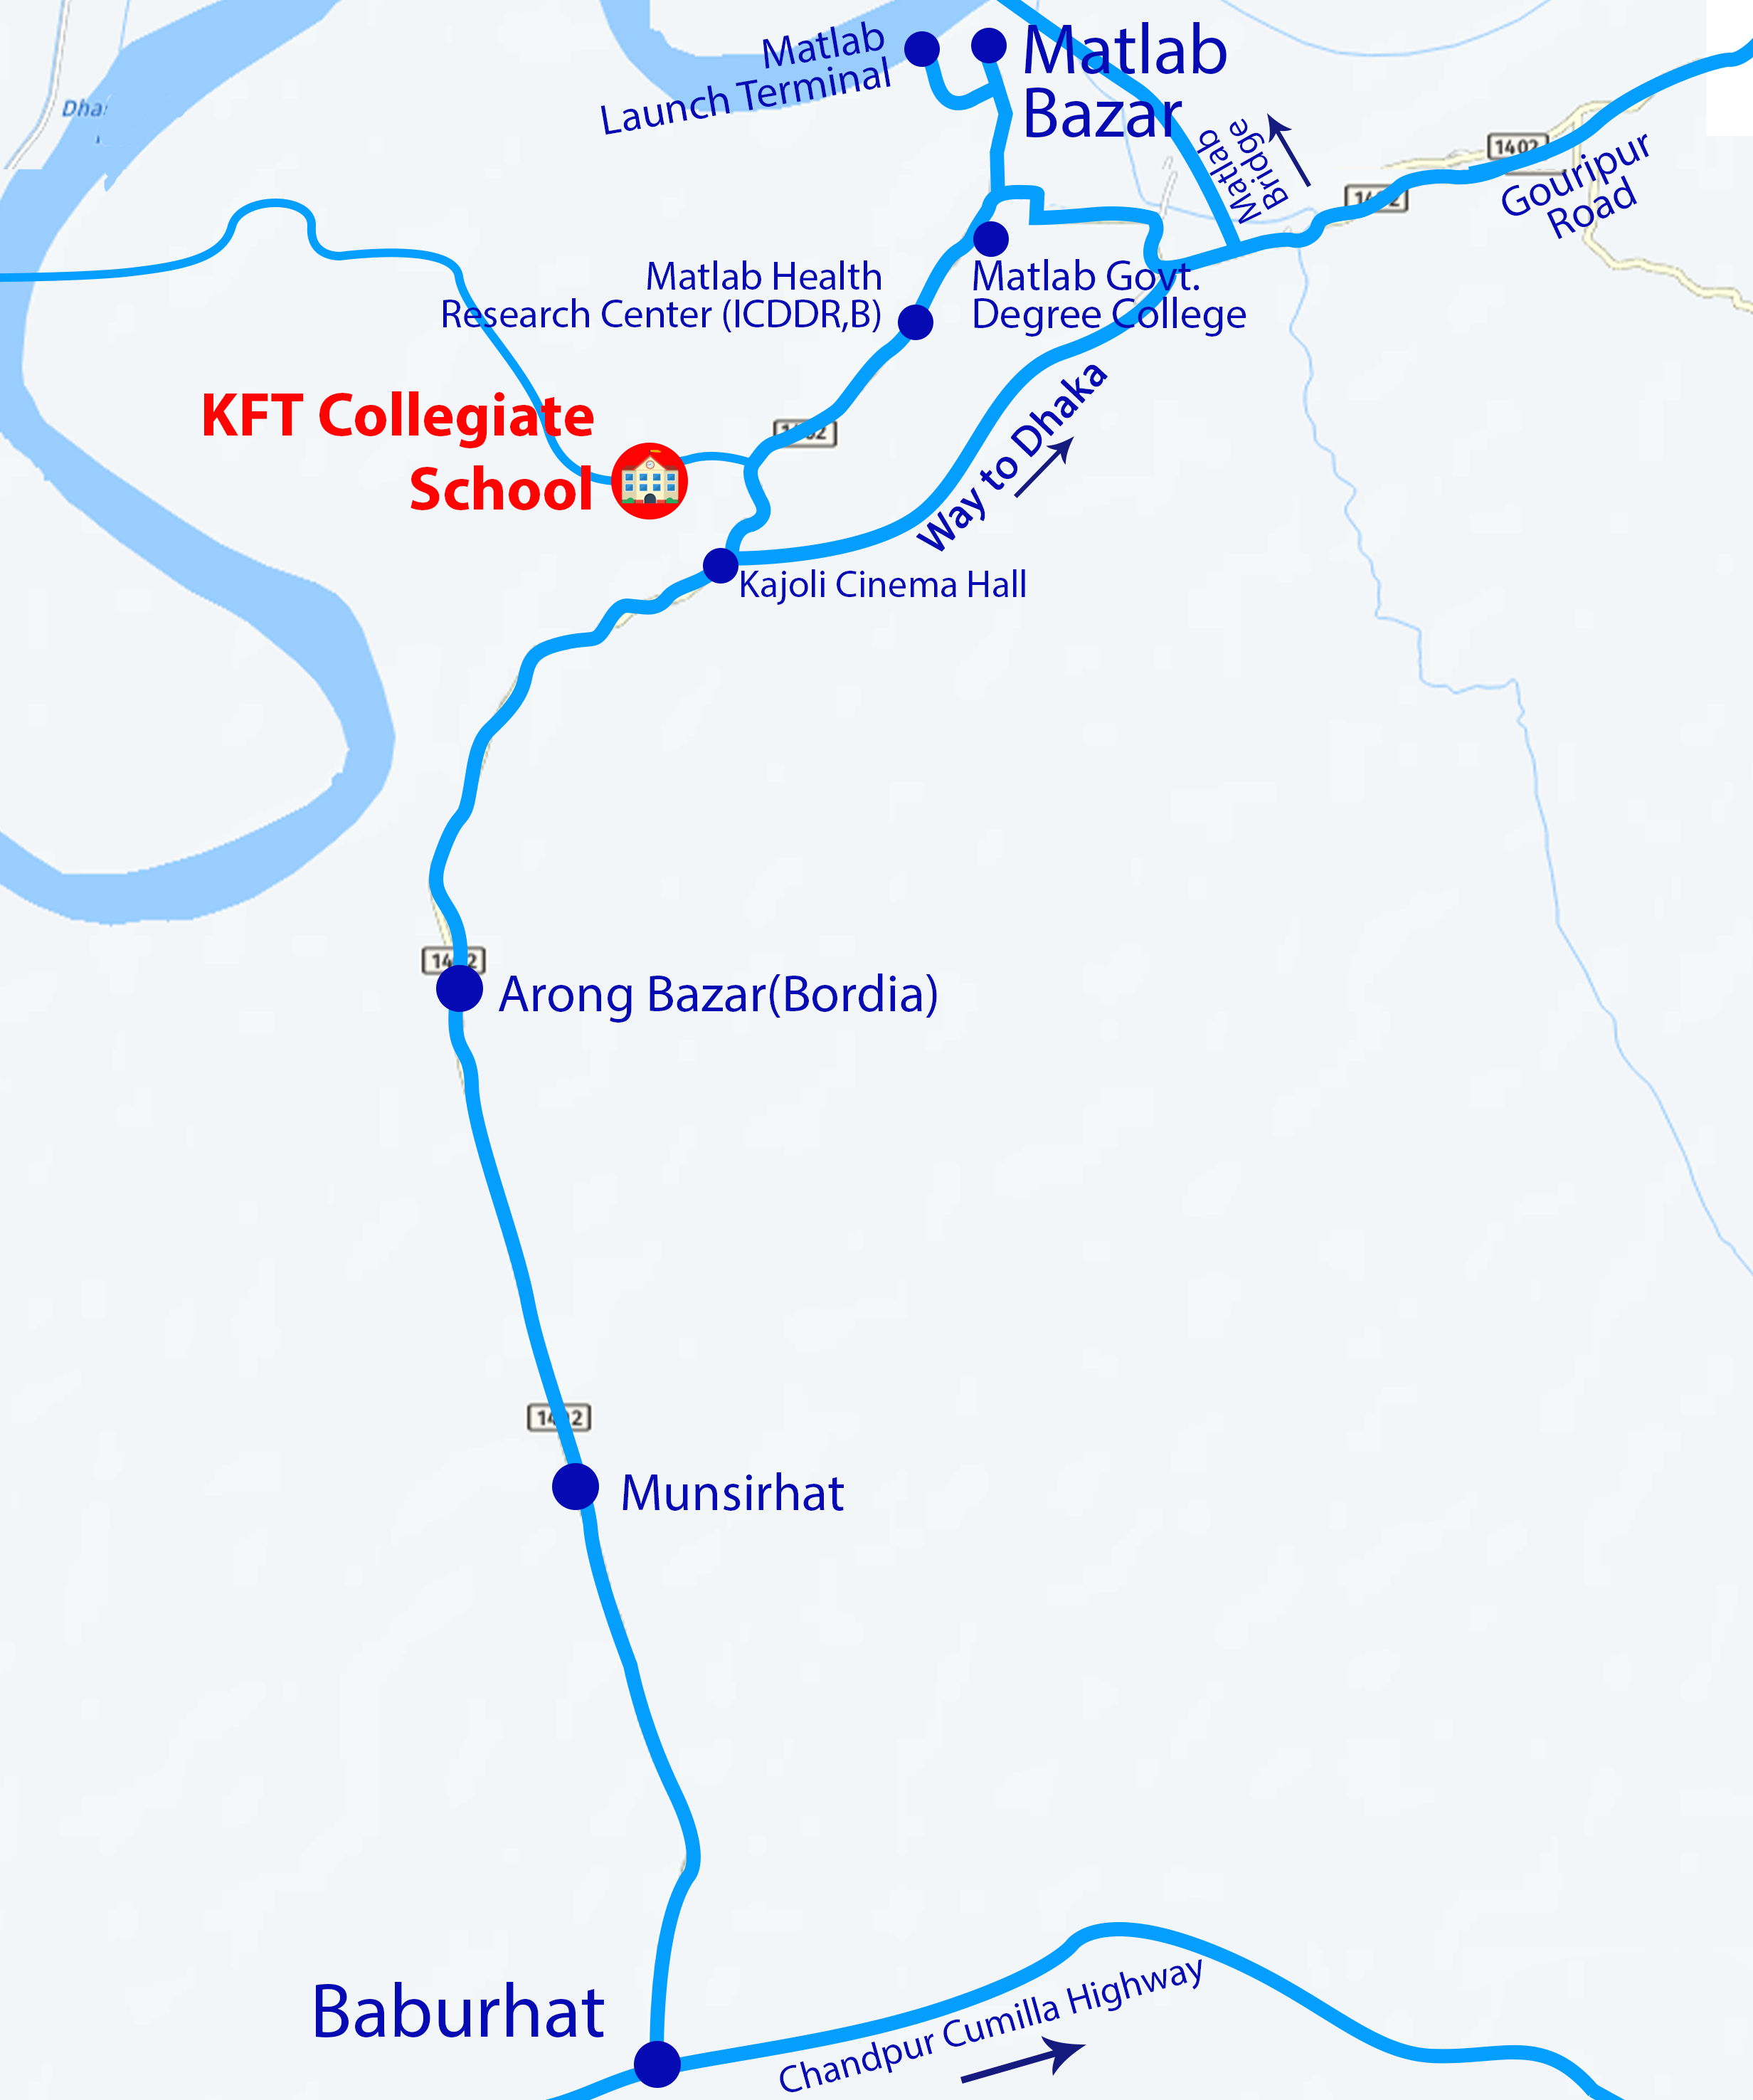 Matlab
Launch Terminal
Matlab
Bazar
Matlab
Bridge
1402
Gouripur
Road
Matlab Health
Research Center (ICDDR,B)
Matlab Govt.
Degree College
KFT Collegiate
School
Way to Dhaka
Kajoli Cinema Hall
Arong Bazar(Bordia)
Munsirhat
Baburhat
Chandpur Cumilla Highway